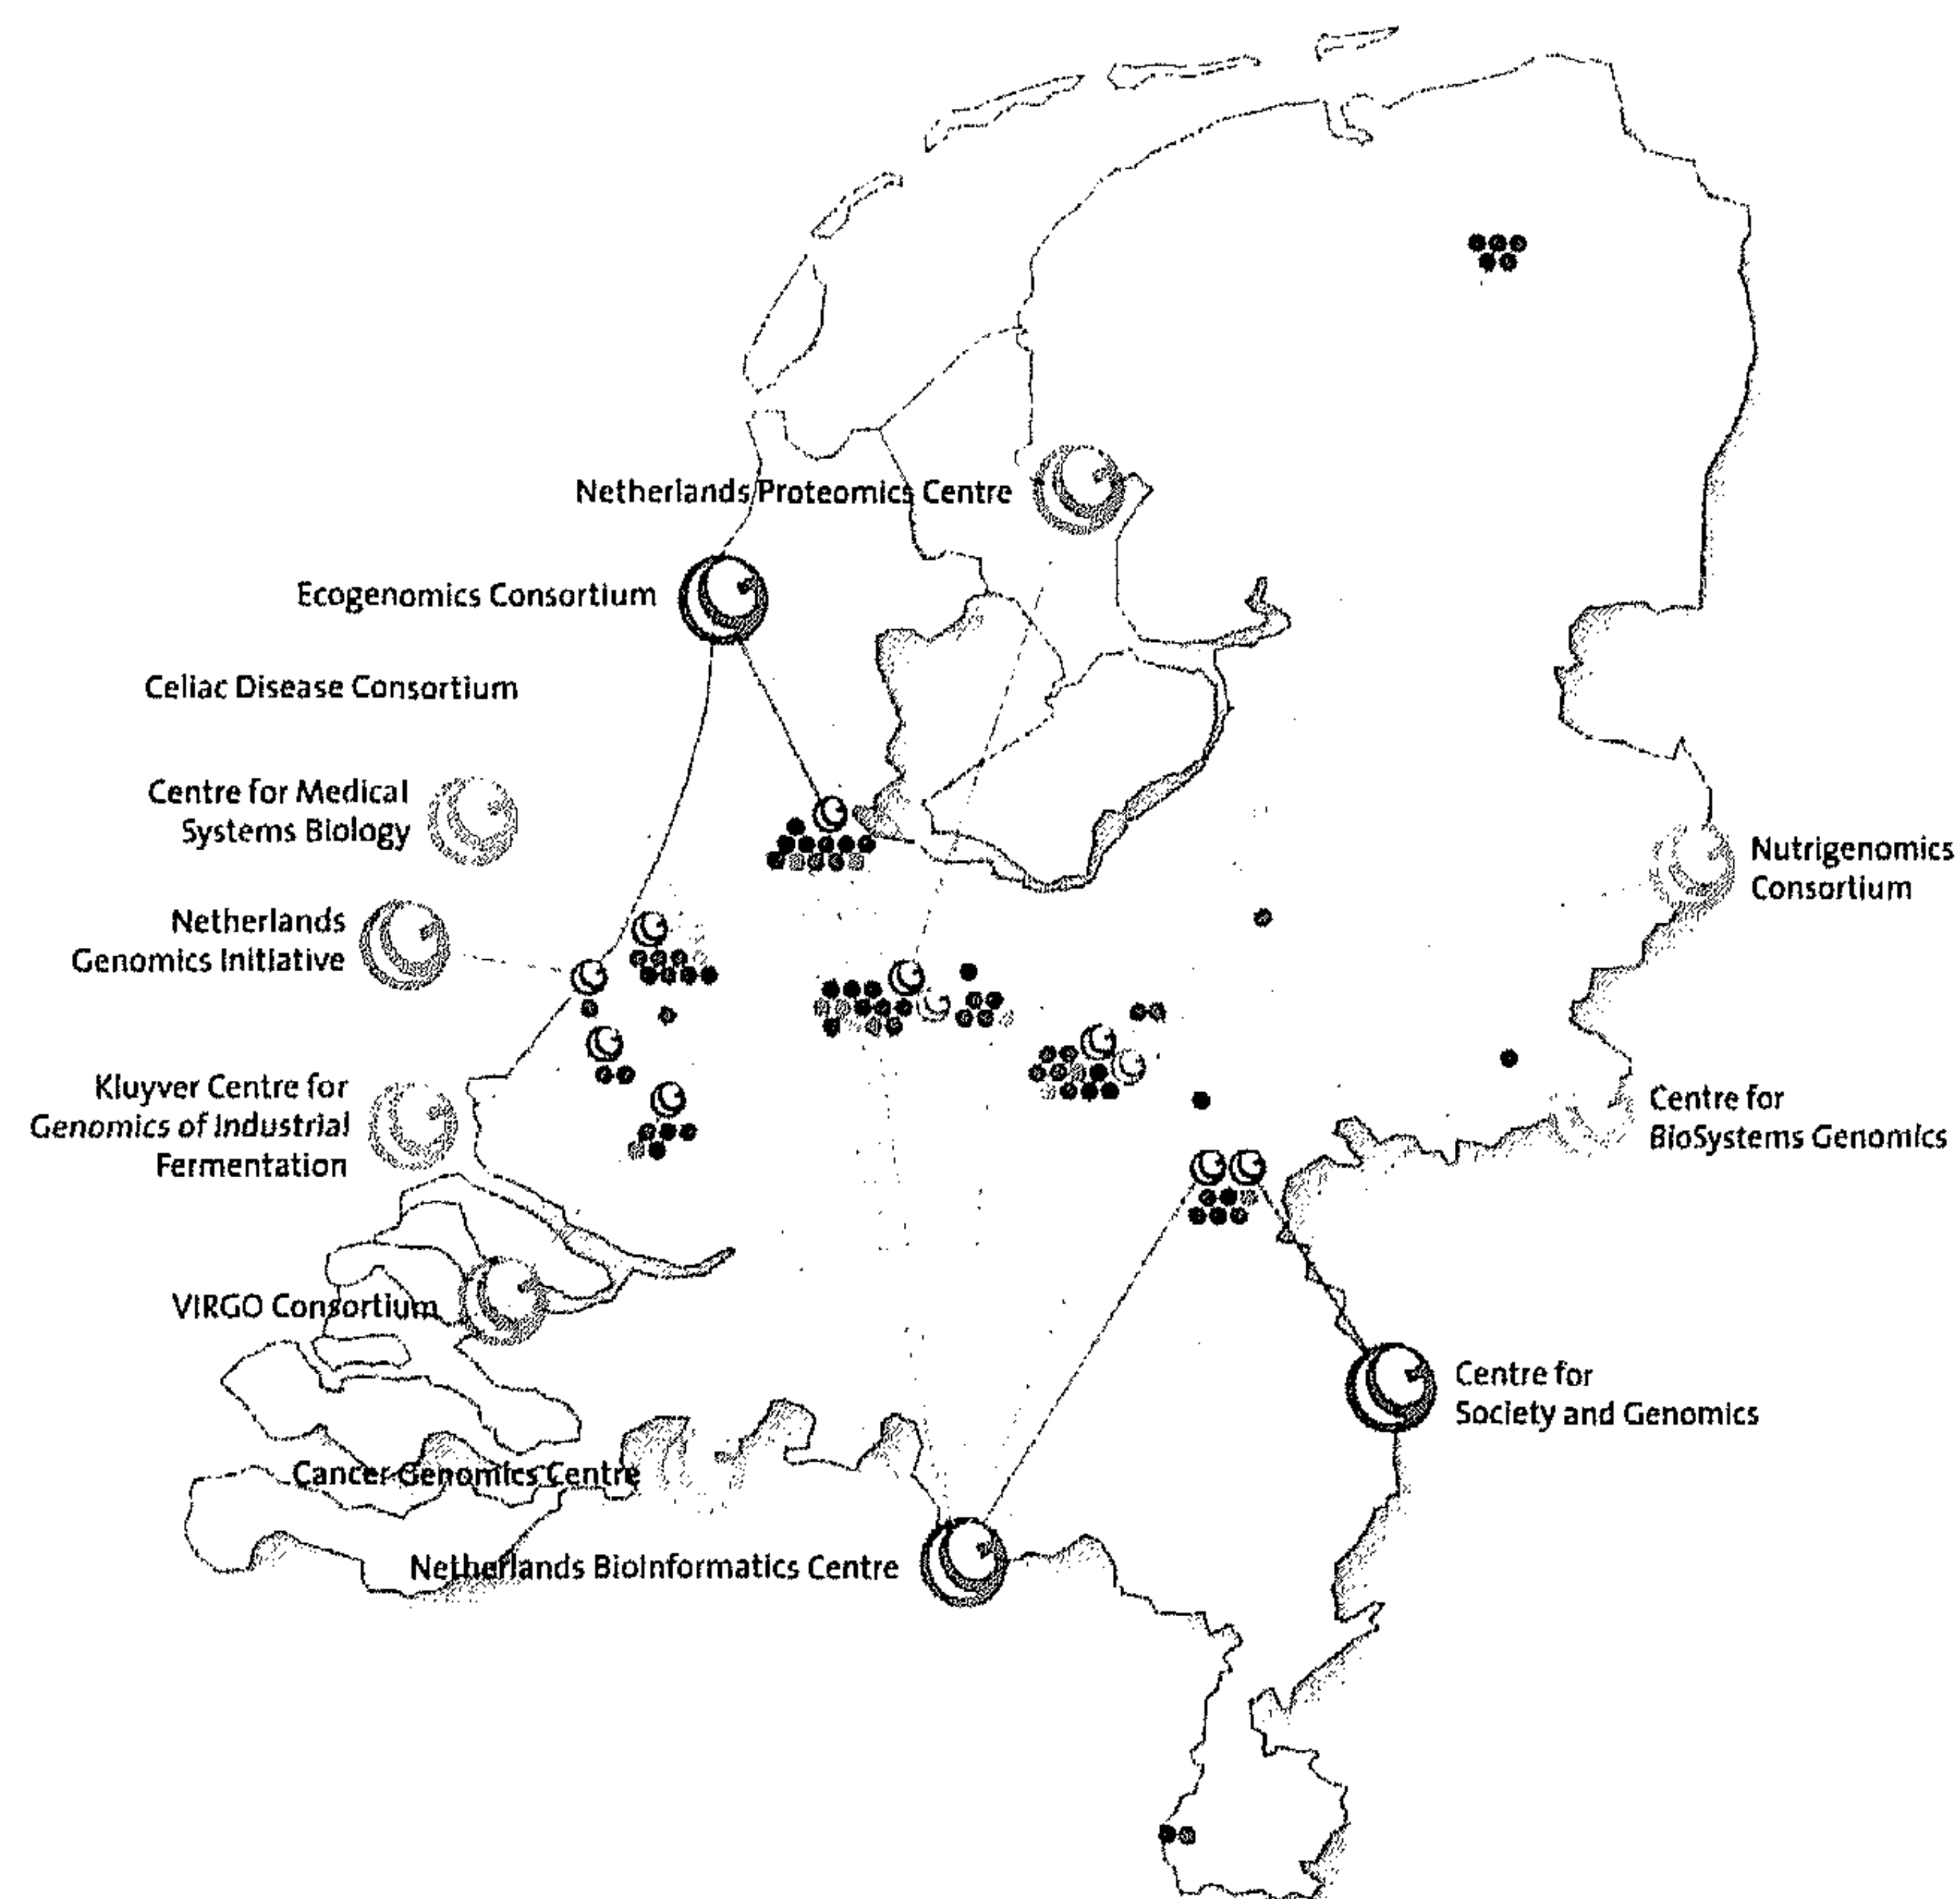 Netherlands Proteomics Centre
Ecogenomics Consortium
Celiac Disease Consortium
Centre for Medical
Systems Biology
Netherlands
Genomics Initiative
Nutrigenomics
Consortium
Kluyver Centre for
Genomics of Industrial
Fermentation
Centre for
BioSystems Genomics
VIRGO Consortium
Centre for
Society and Genomics
Cancer Genomics Centre
Netherlands BioInformatics Centre